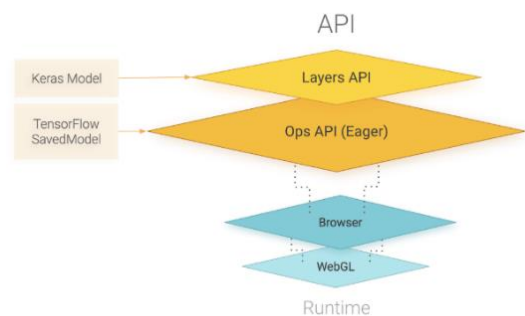 API
Keras Model
Layers API
TensorFlow
SavedModel
Ops API (Eager)
Browser
WebGL
Runtime